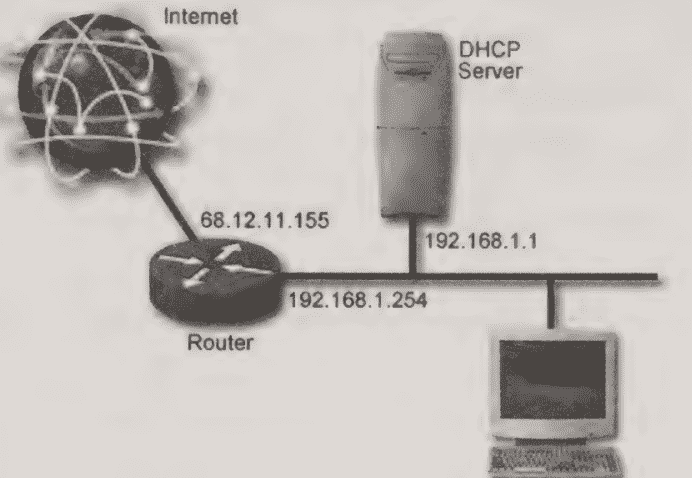 Internet
DHCP
Server
68.12.11.155
192.168.1.1
192.168.1.254
Router